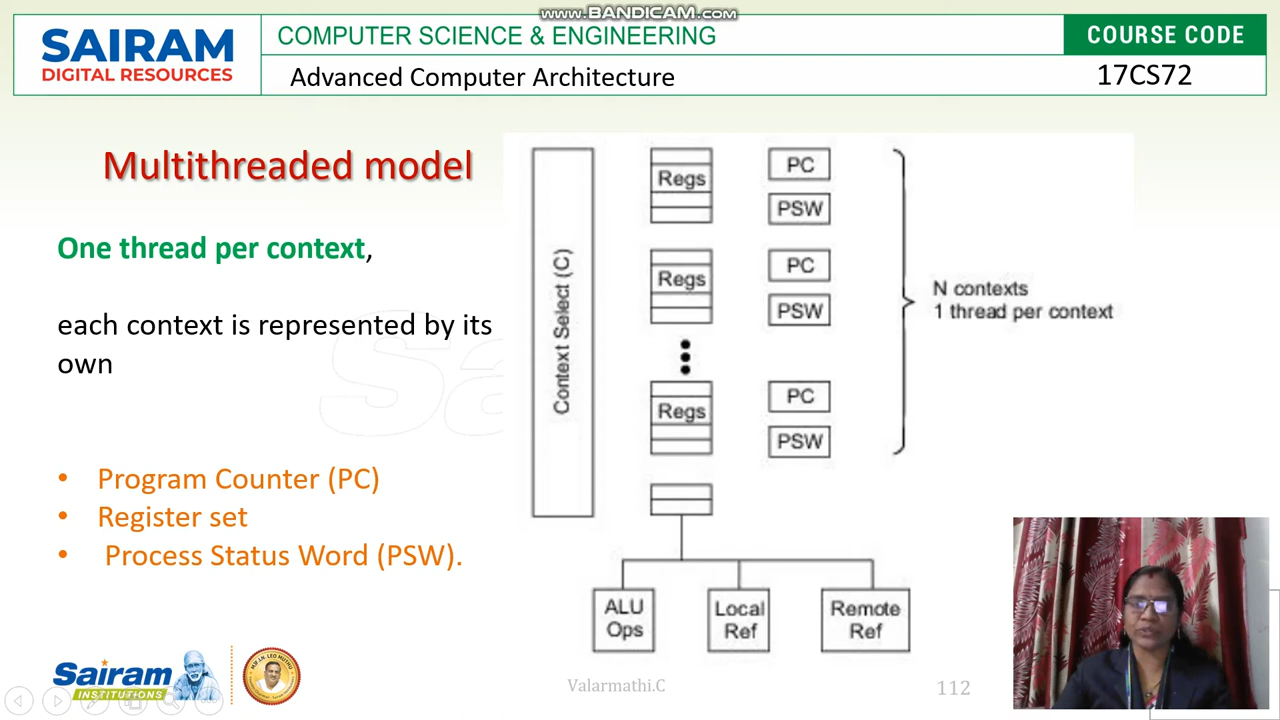 www.BANDICAM.com
SAIRAM
DIGITAL RESOURCES
COMPUTER SCIENCE & ENGINEERING
COURSE CODE
Advanced Computer Architecture
17CS72
Multithreaded model
One thread per context,
each context is represented by its
own
• Program Counter (PC)
• Register set
• Process Status Word (PSW).
Context Select (C)
Regs
PC
PSW
Regs
PC
PSW
Regs
PC
PSW
N contexts
1 thread per context
ALU
Ops
Local
Ref
Remote
Ref
Sairam
INSTITUTIONS
Valarmathi.C
112